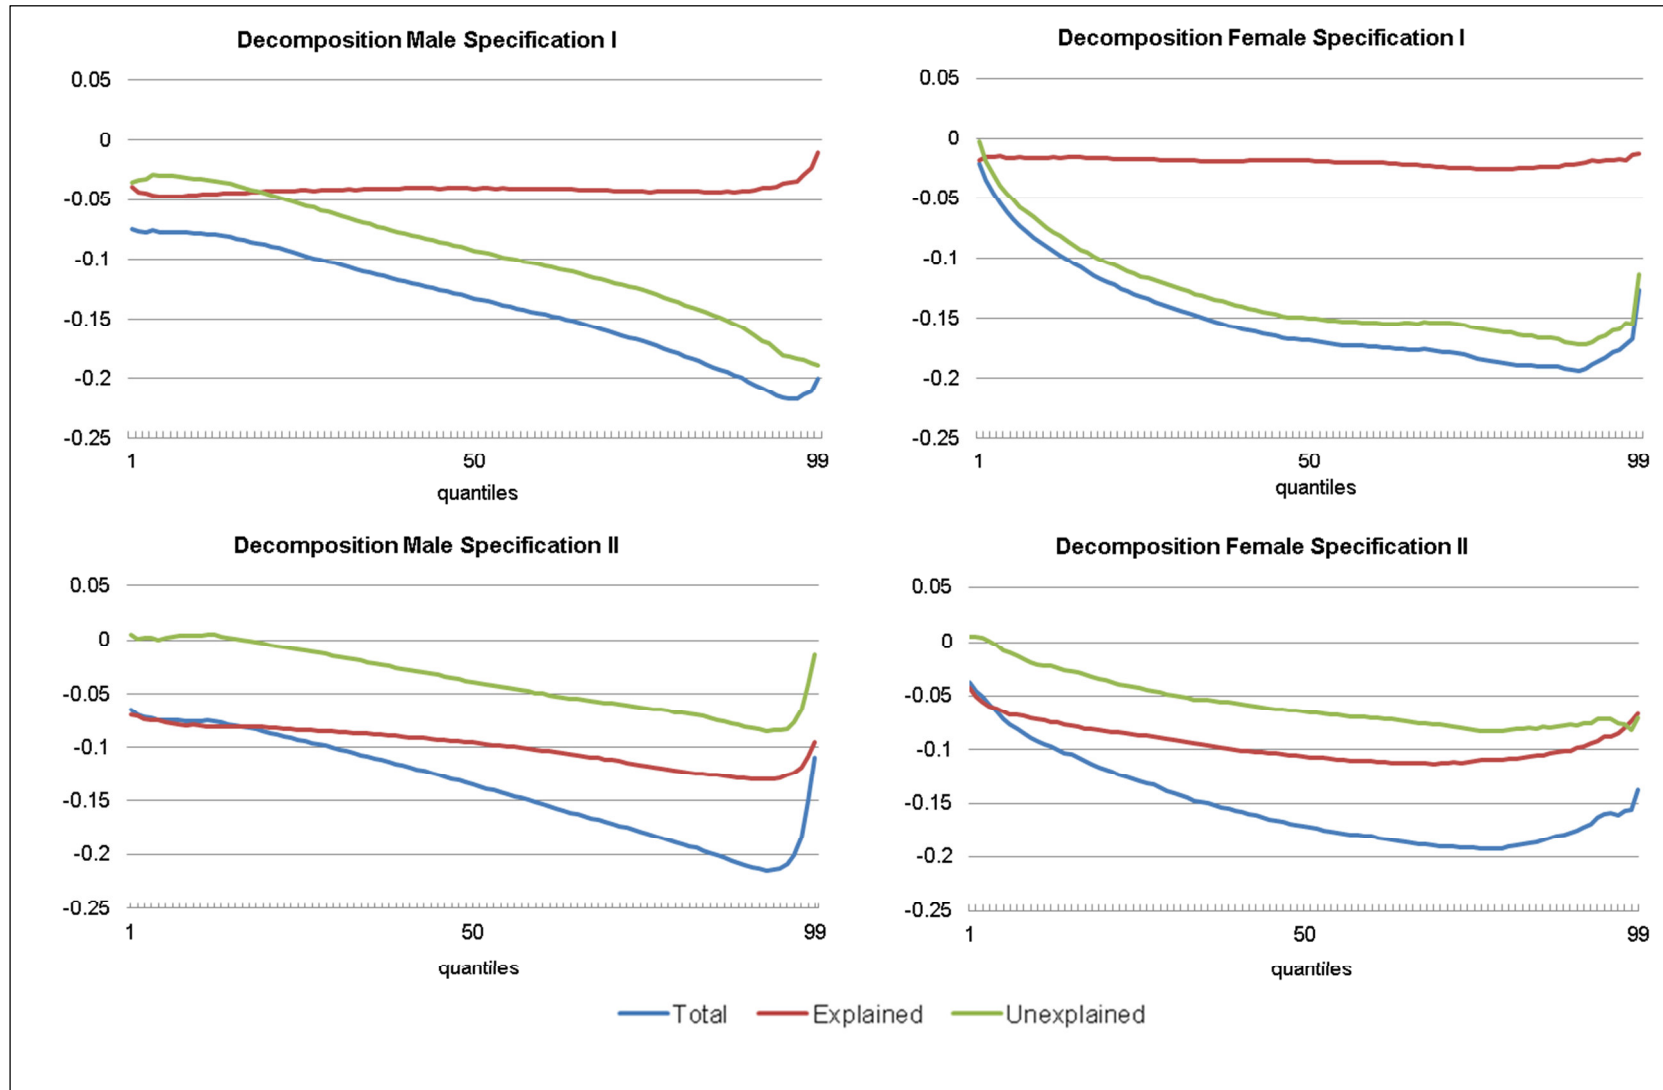 Decomposition Male Specification I
0.05
0
-0.05
-0.1
-0.15
-0.2
-0.25
1 50 99
quantiles
Decomposition Female Specification I
0.05
0
-0.05
-0.1
-0.15
-0.2
-0.25
1 50 99
quantiles
Decomposition Male Specification II
0.05
0
-0.05
-0.1
-0.15
-0.2
-0.25
1 50 99
quantiles
Decomposition Female Specification II
0.05
0
-0.05
-0.1
-0.15
-0.2
-0.25
1 50 99
quantiles
Total Explained Unexplained